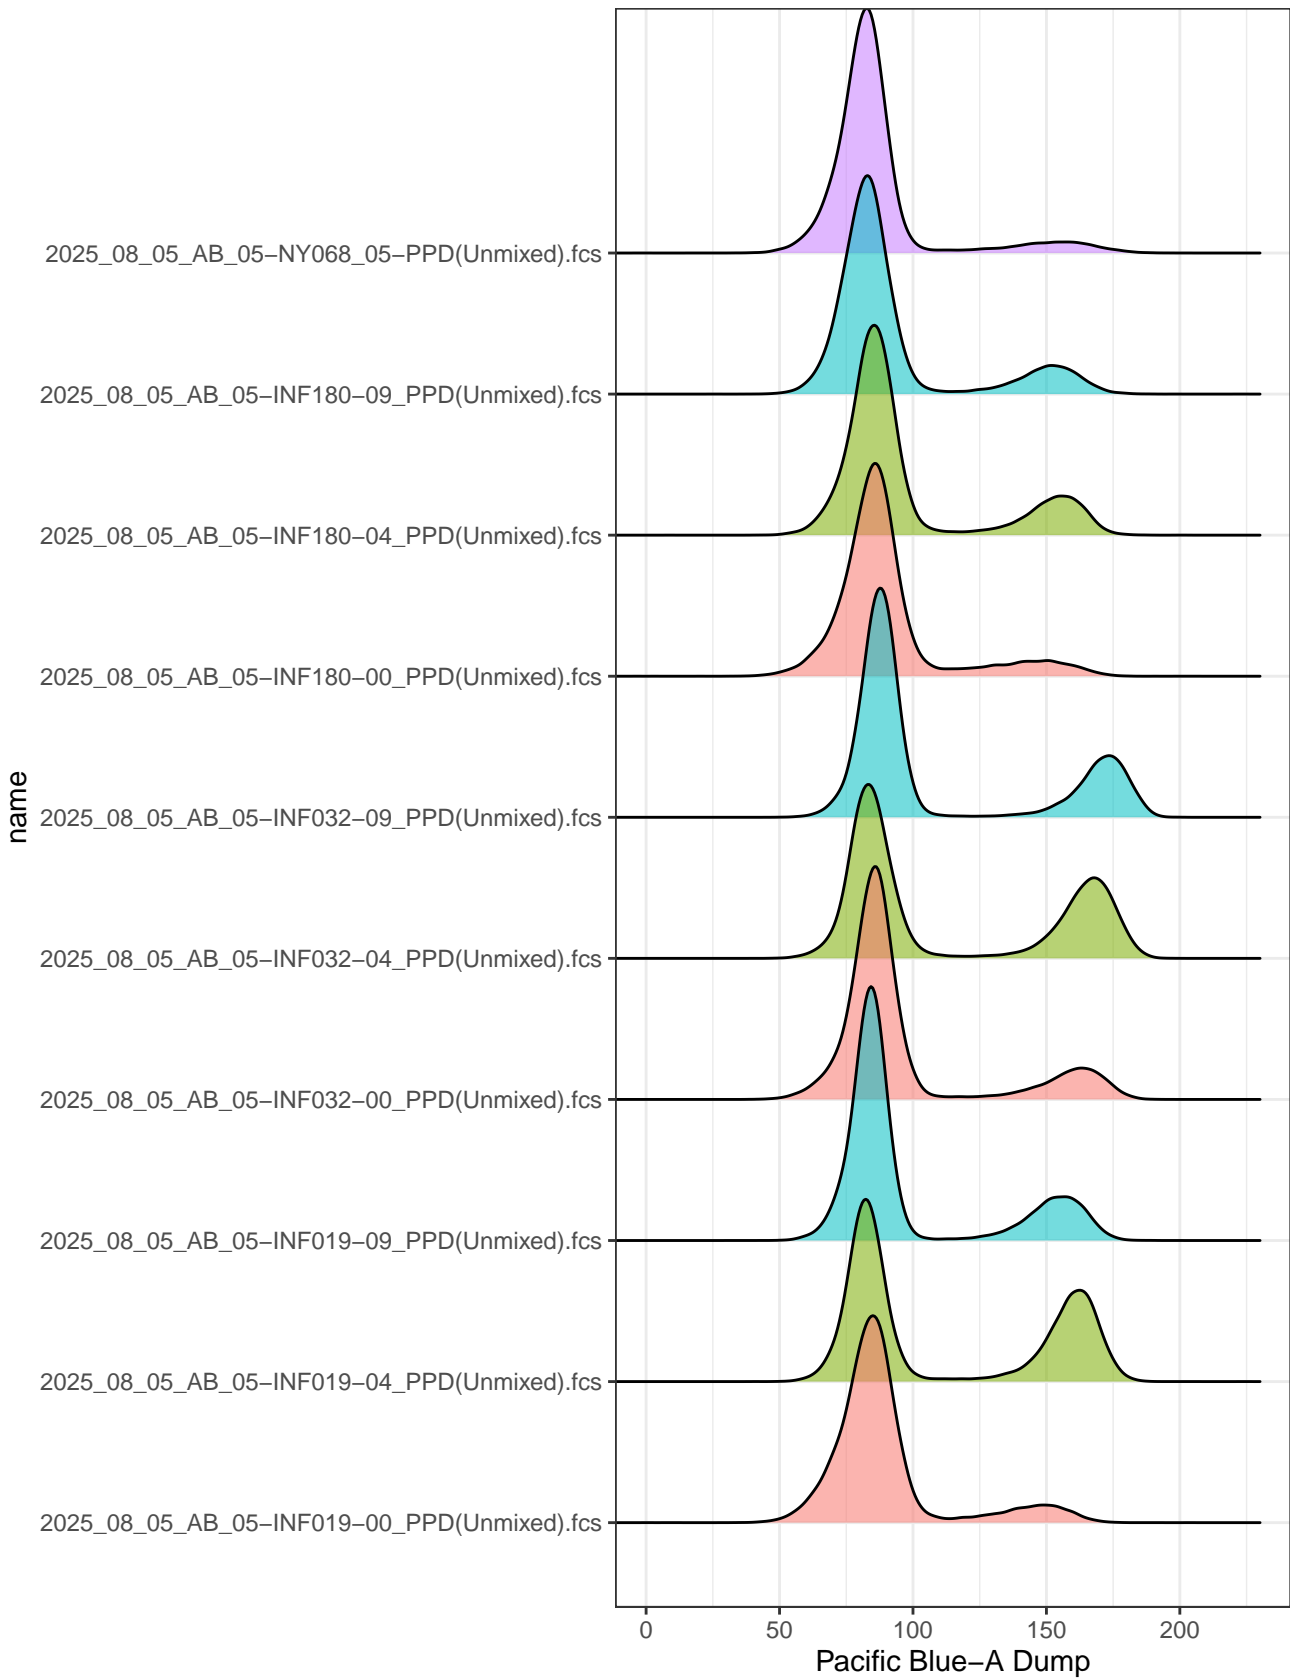 2025_08_05_AB_05−NY068_05−PPD(Unmixed).fcs
2025_08_05_AB_05−INF180−09_PPD(Unmixed).fcs
2025_08_05_AB_05−INF180−04_PPD(Unmixed).fcs
2025_08_05_AB_05−INF180−00_PPD(Unmixed).fcs
2025_08_05_AB_05−INF032−09_PPD(Unmixed).fcs
2025_08_05_AB_05−INF032−04_PPD(Unmixed).fcs
2025_08_05_AB_05−INF032−00_PPD(Unmixed).fcs
2025_08_05_AB_05−INF019−09_PPD(Unmixed).fcs
2025_08_05_AB_05−INF019−04_PPD(Unmixed).fcs
2025_08_05_AB_05−INF019−00_PPD(Unmixed).fcs
name
0 50 100 150 200
Pacific Blue−A Dump